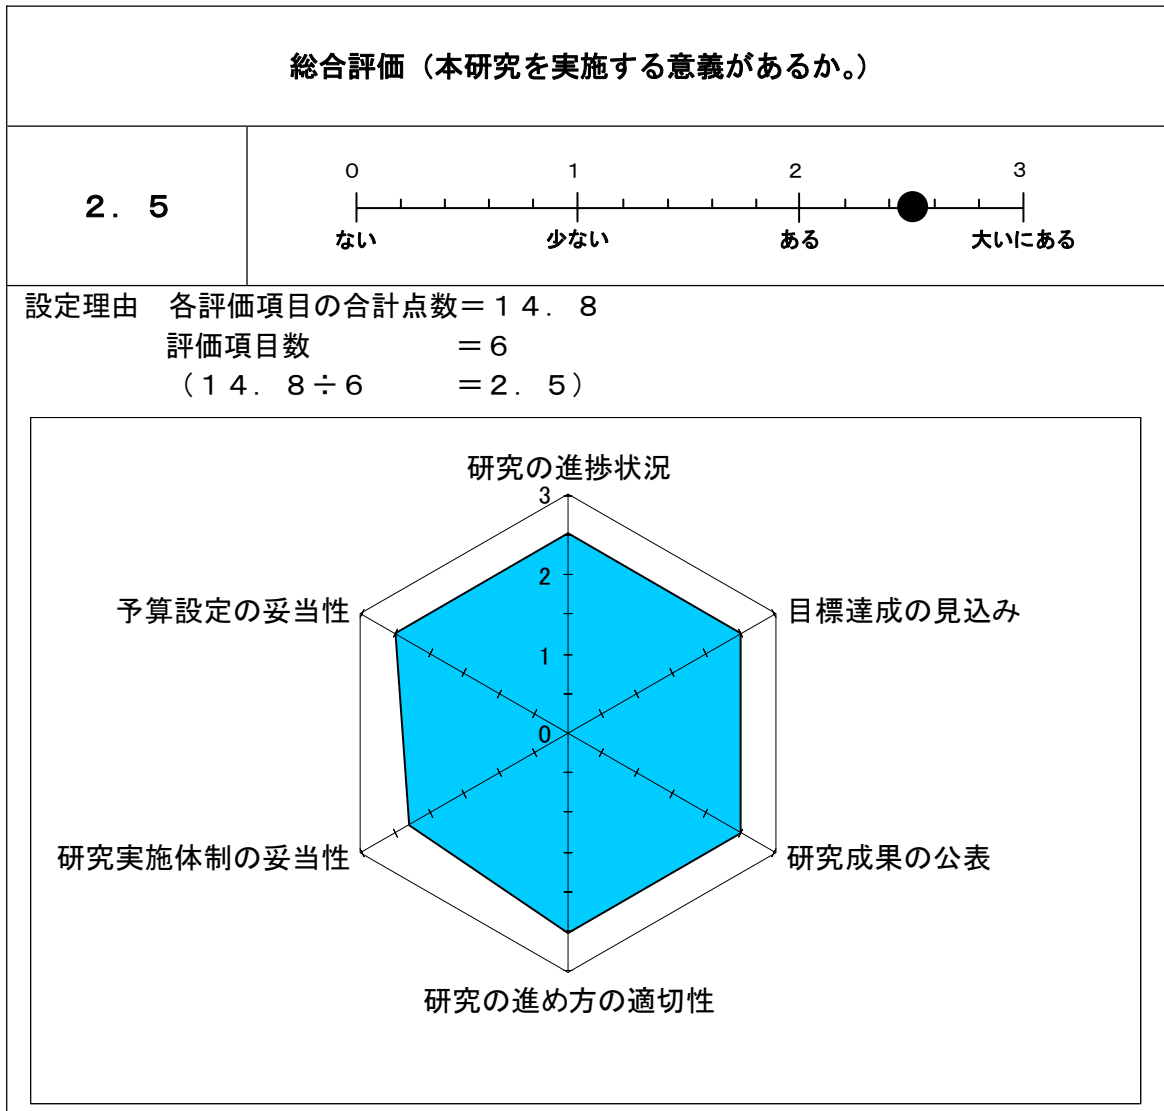 総合評価（本研究を実施する意義があるか。）
２．５
０ １ ２ ３
ない 少ない ある 大いにある
設定理由　各評価項目の合計点数＝１４．８
評価項目数　　　　　＝６
（１４．８÷６　　　＝２．５）
研究の進捗状況
3
2
予算設定の妥当性 目標達成の見込み
1
0
研究実施体制の妥当性 研究成果の公表
研究の進め方の適切性